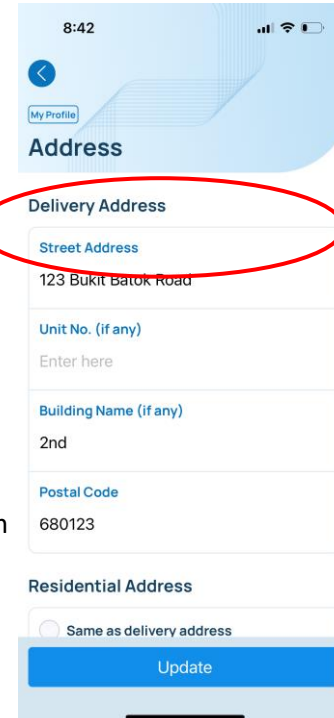 8:42
My Profile
Address
Delivery Address
Street Address
123 Bukit Batok Road
Unit No. (if any)
Enter here
Building Name (if any)
2nd
Postal Code
680123
Residential Address
Same as delivery address
Update